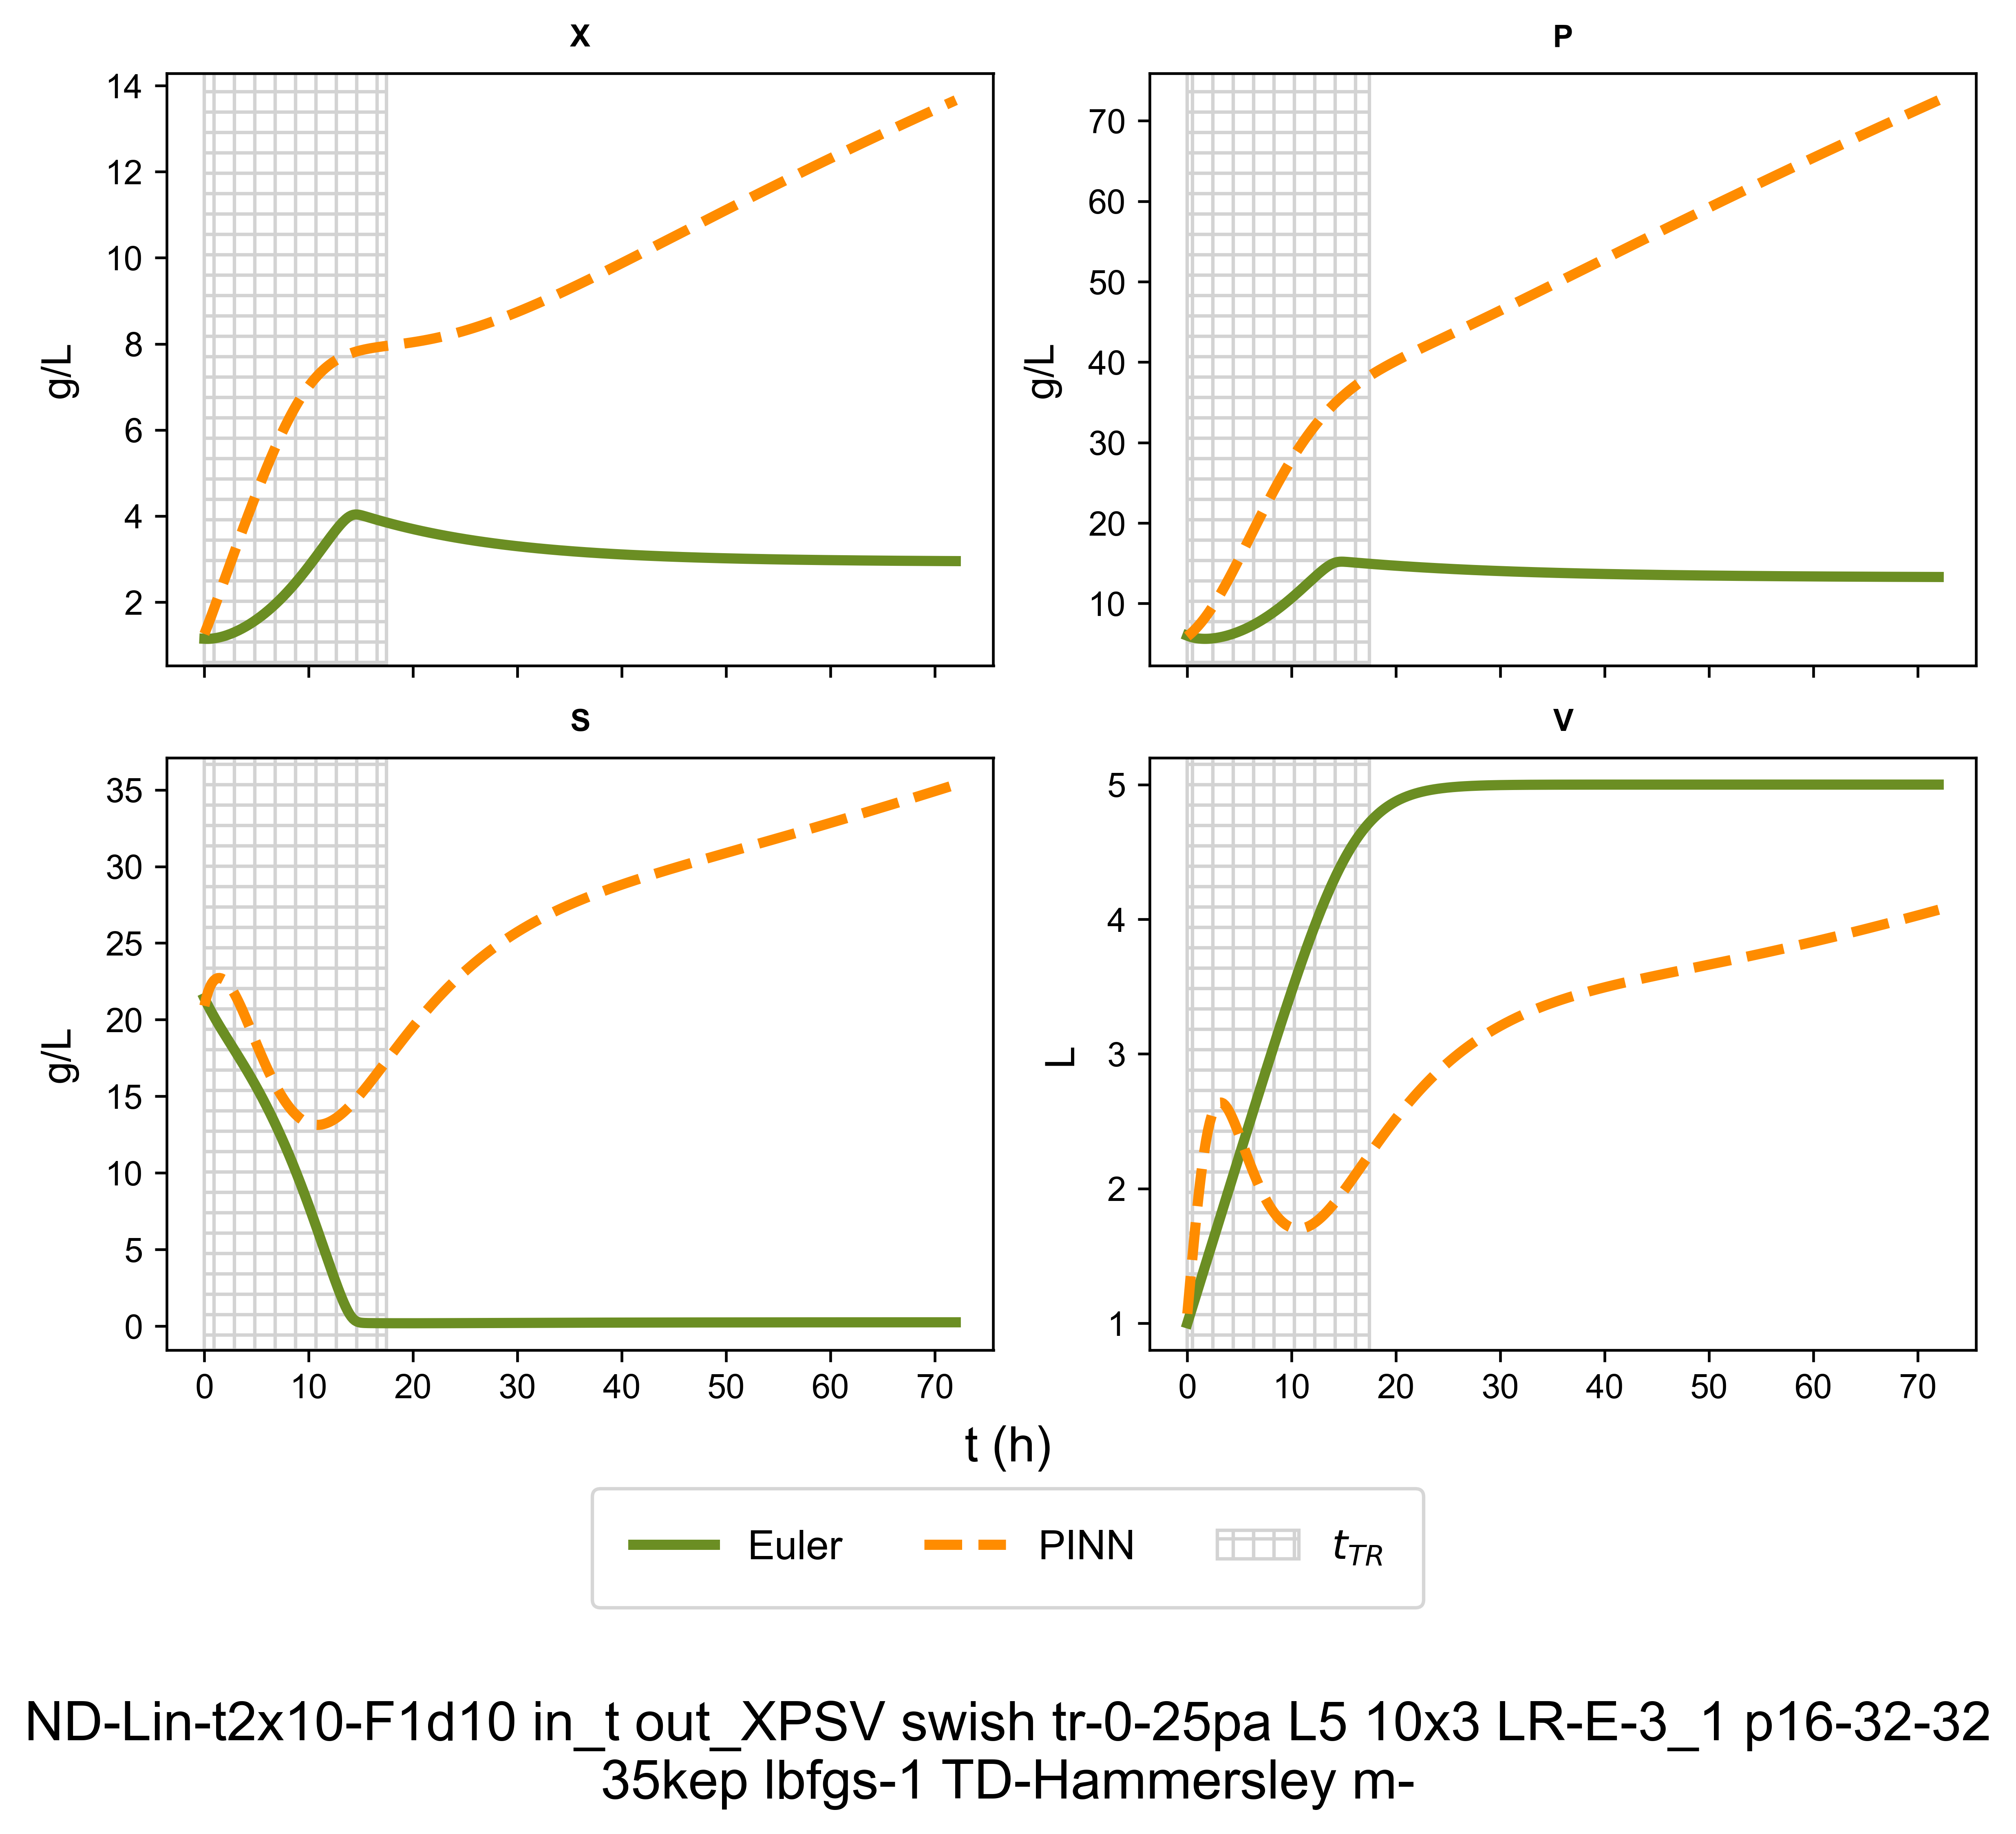 X
P
14
12
10
8
6
4
2
g/L
70
60
50
40
30
20
10
g/L
S
V
35
30
25
20
15
10
5
0
g/L
5
4
3
2
1
L
0 10 20 30 40 50 60 70
0 10 20 30 40 50 60 70
t (h)
Euler PINN t_TR
ND-Lin-t2x10-F1d10 in_t out_XPSV swish tr-0-25pa L5 10x3 LR-E-3_1 p16-32-32
35kep lbfgs-1 TD-Hammersley m-